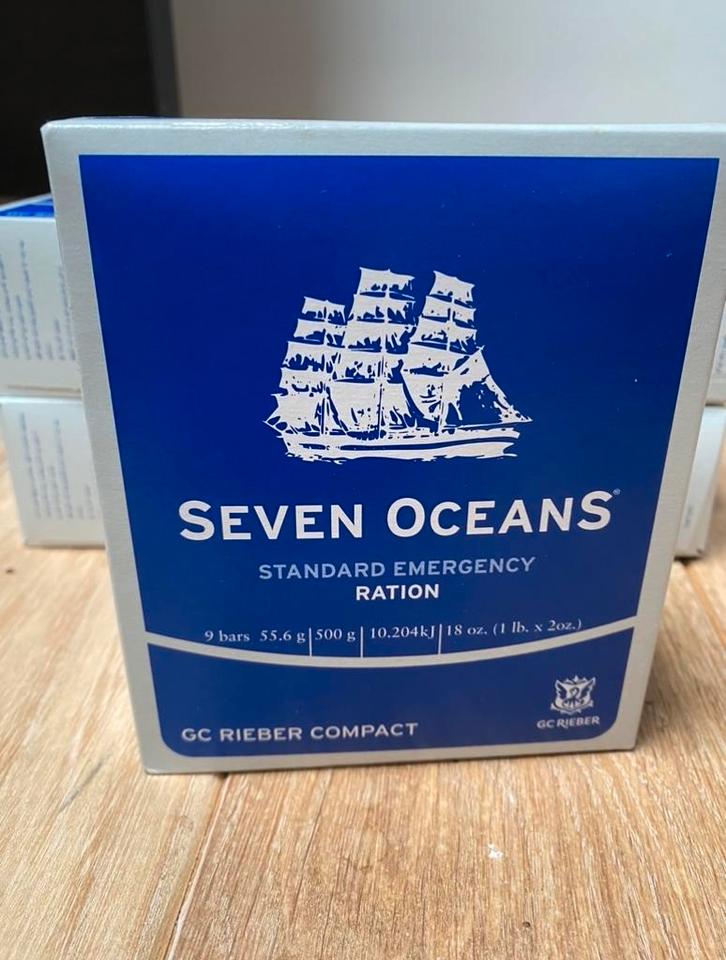 SEVEN OCEANS®
STANDARD EMERGENCY
RATION
9 bars 55.6 g | 500 g | 10.204kJ | 18 oz. (1 lb. x 2oz.)
GC RIEBER COMPACT
GC RIEBER